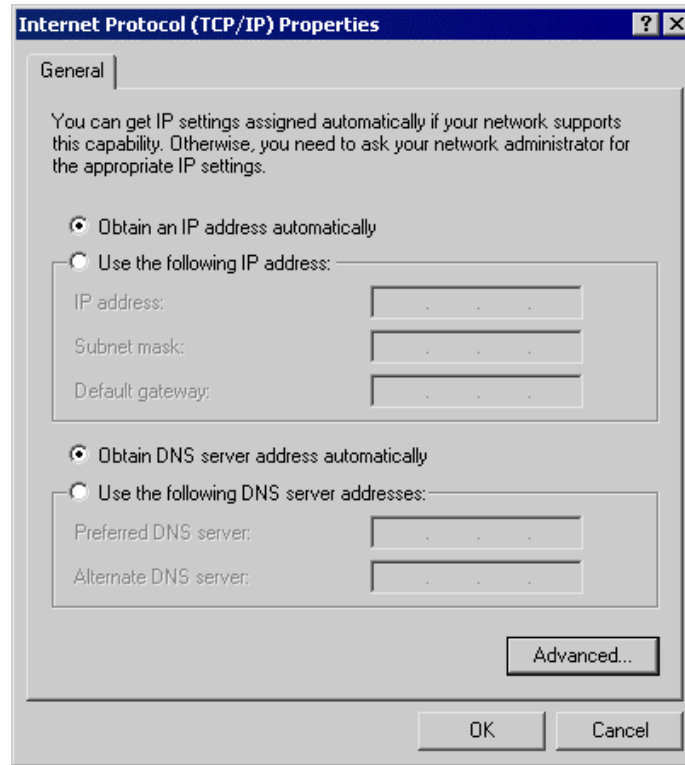 Internet Protocol (TCP/IP) Properties
General
You can get IP settings assigned automatically if your network supports
this capability. Otherwise, you need to ask your network administrator for
the appropriate IP settings.
Obtain an IP address automatically
Use the following IP address:
IP address:
Subnet mask:
Default gateway:
Obtain DNS server address automatically
Use the following DNS server addresses:
Preferred DNS server:
Alternate DNS server:
Advanced...
OK Cancel